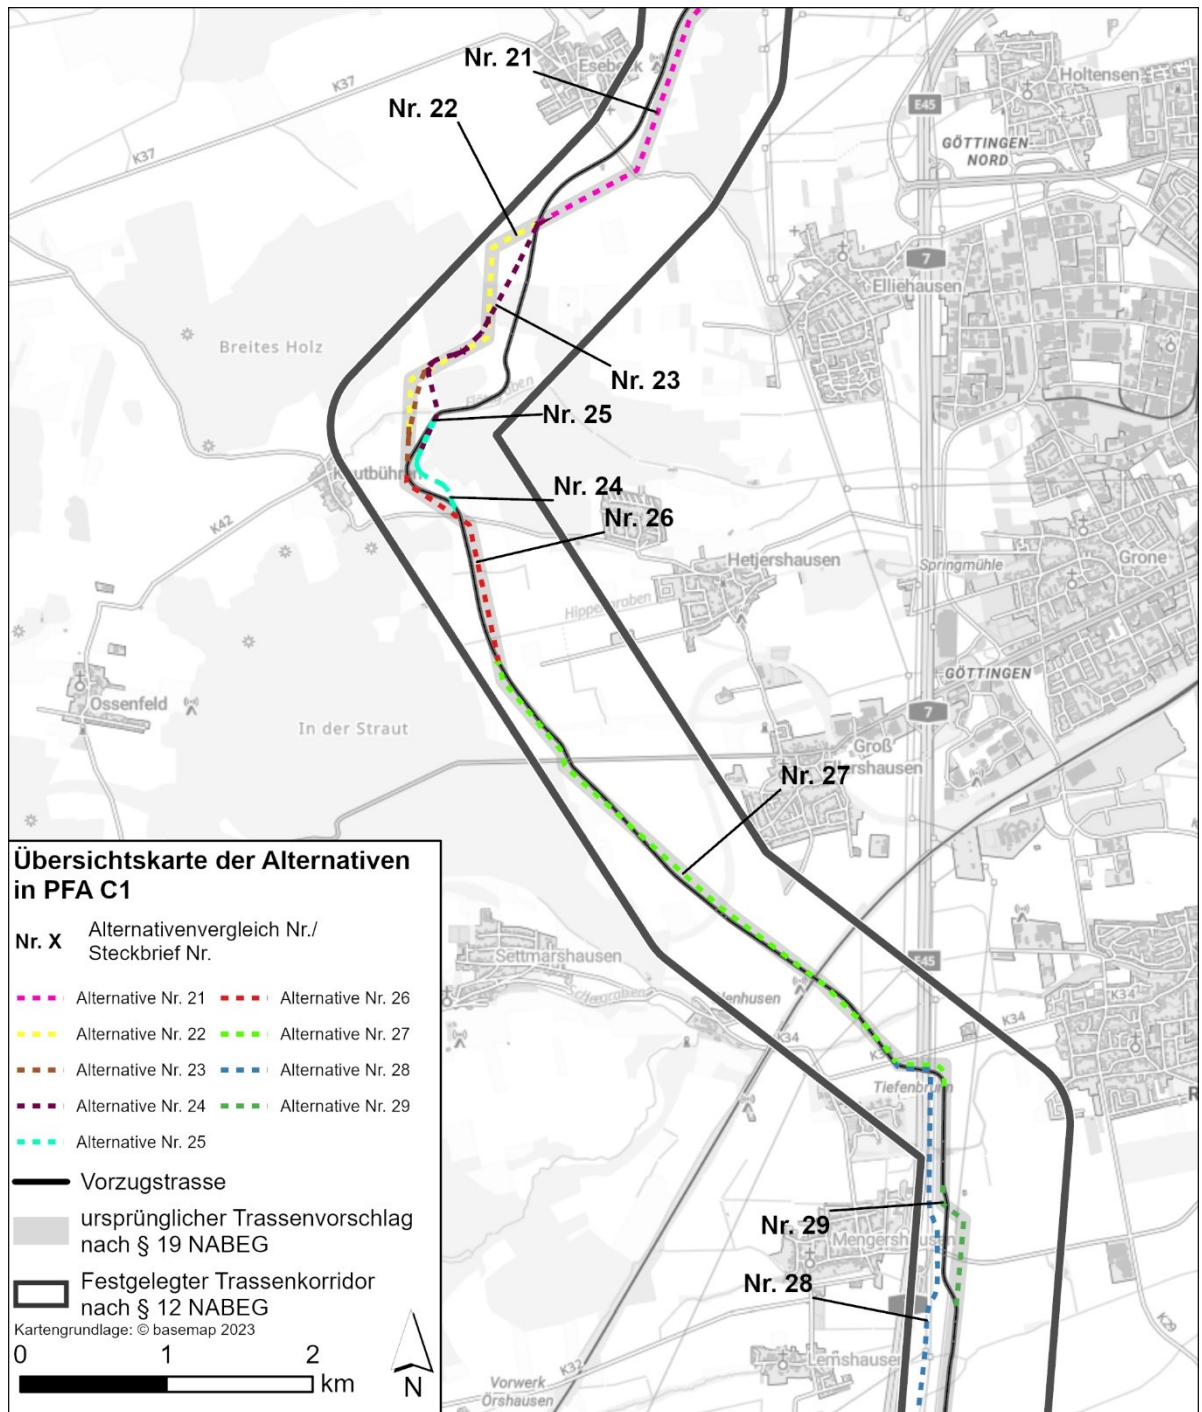 Nr. 21
Esebeck
Holtensen
E45
K37
Nr. 22
GÖTTINGEN-
NORD
K37
7
Elliehausen
Breites Holz
Nr. 23
Nr. 25
Nr. 24
K42
Nr. 26
Hetjershausen
Springmühle
Grone
GÖTTINGEN
Ossenfeld
7
In der Straut
Groß
Nr. 27
Übersichtskarte der Alternativen
in PFA C1
Nr. X
Alternativenvergleich Nr./
Steckbrief Nr.
Settmarshausen
E45
K34
K34
K34
Alternative Nr. 21
Alternative Nr. 26
Alternative Nr. 22
Alternative Nr. 27
Alternative Nr. 23
Alternative Nr. 28
Alternative Nr. 24
Alternative Nr. 29
Alternative Nr. 25
Tiefenbrunn
R
Vorzugstrasse
ursprünglicher Trassenvorschlag
nach § 19 NABEG
Festgelegter Trassenkorridor
nach § 12 NABEG
Kartengrundlage: © basemap 2023
0 1 2
km
N
Nr. 29
Mengershausen
Nr. 28
K29
K32
Lemshausen
Vorwerk
Örshausen